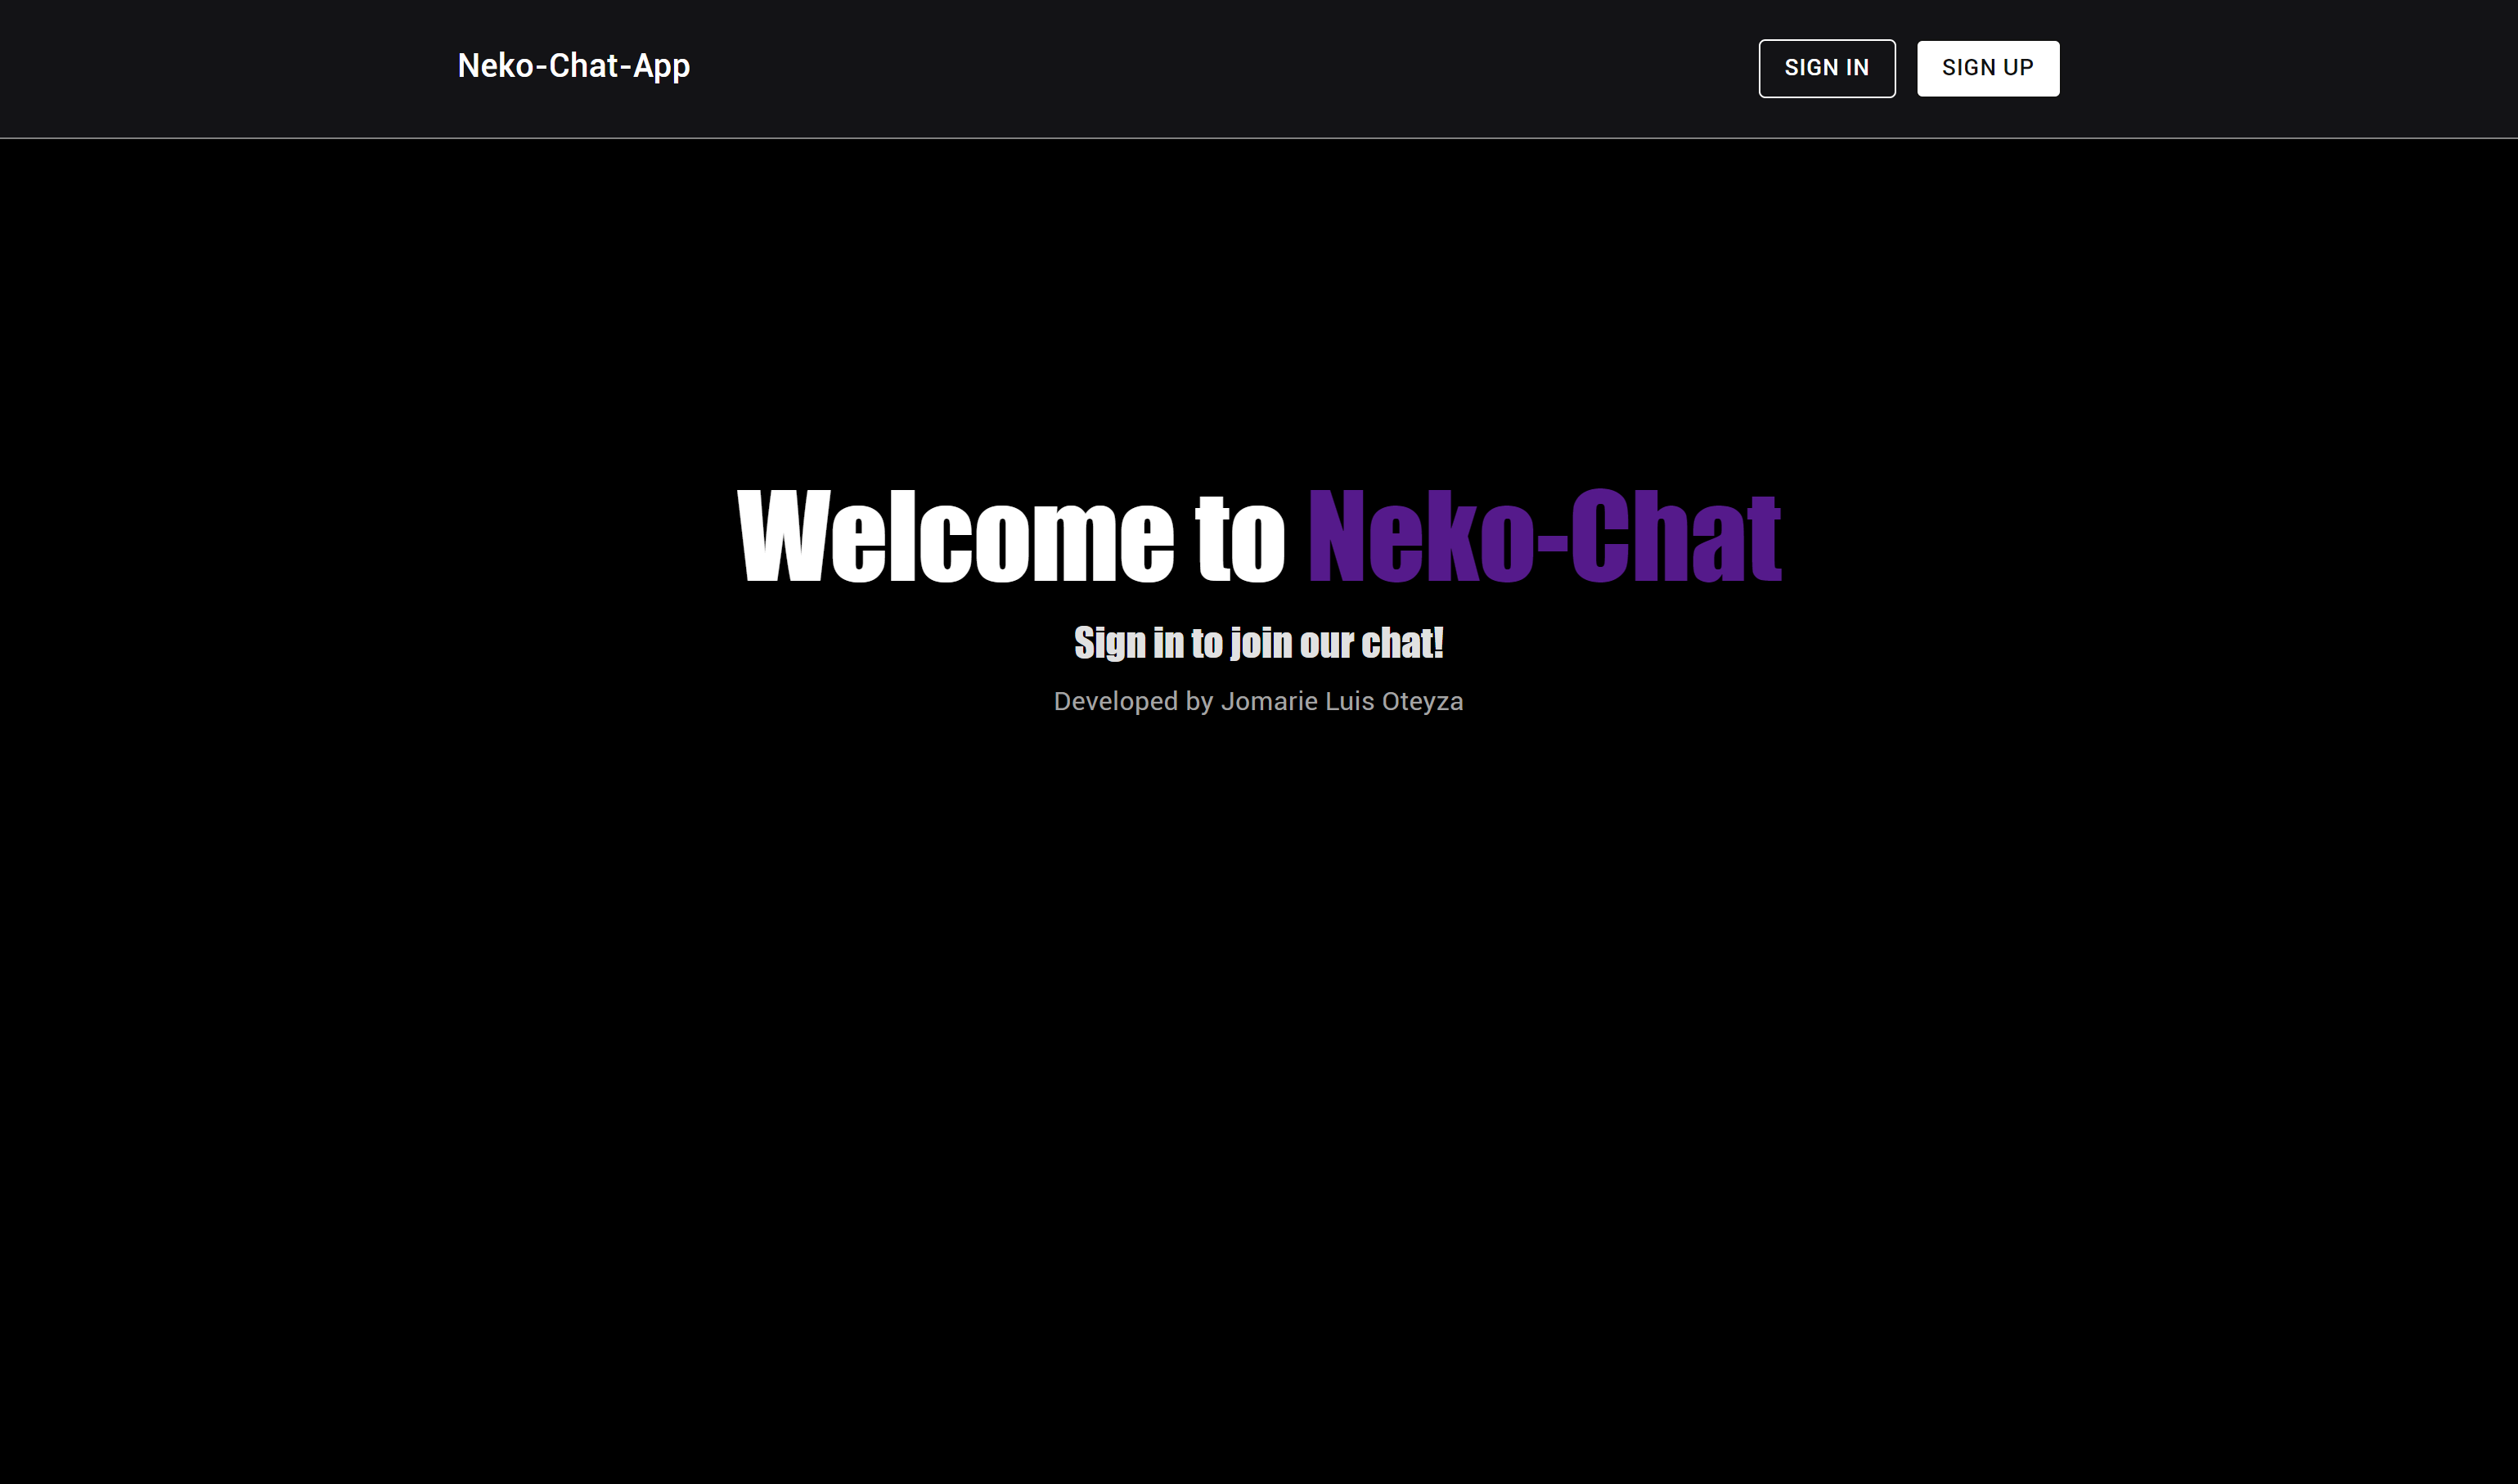 Neko-Chat-App
SIGN IN
SIGN UP
Welcome to Neko-Chat
Sign in to join our chat!
Developed by Jomarie Luis Oteyza